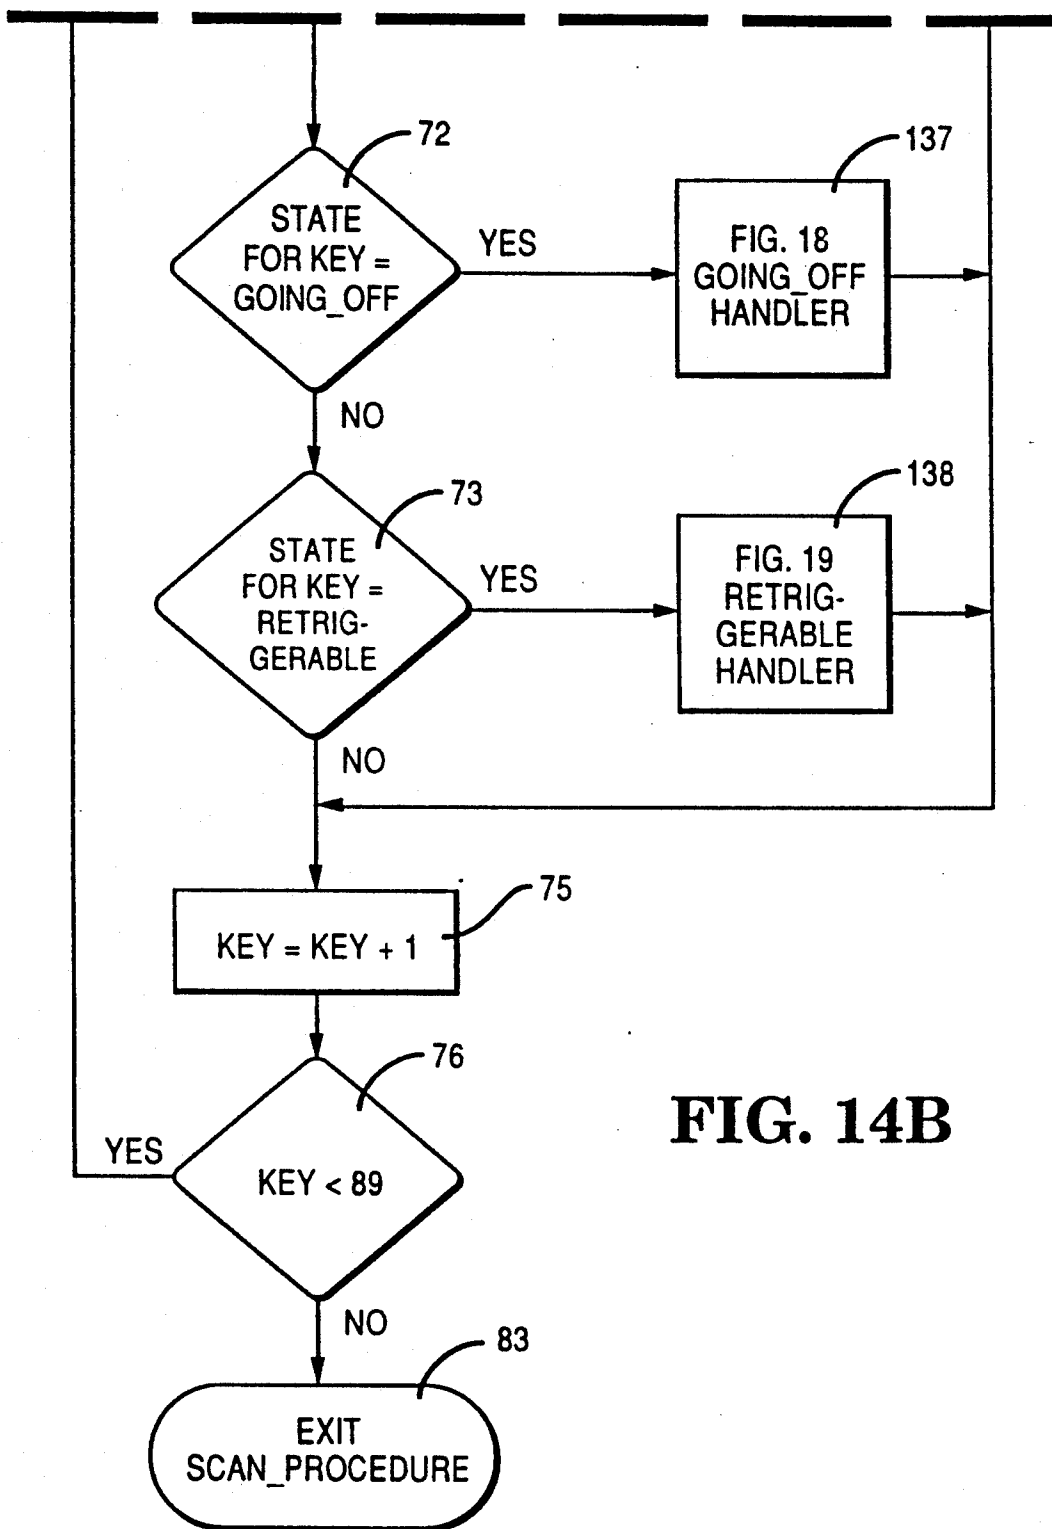 72
STATE
FOR KEY =
GOING_OFF
YES
137
FIG. 18
GOING_OFF
HANDLER
NO
73
STATE
FOR KEY =
RETRIG-
GERABLE
YES
138
FIG. 19
RETRIG-
GERABLE
HANDLER
NO
75
KEY = KEY + 1
76
KEY < 89
YES
FIG. 14B
NO
83
EXIT
SCAN_PROCEDURE